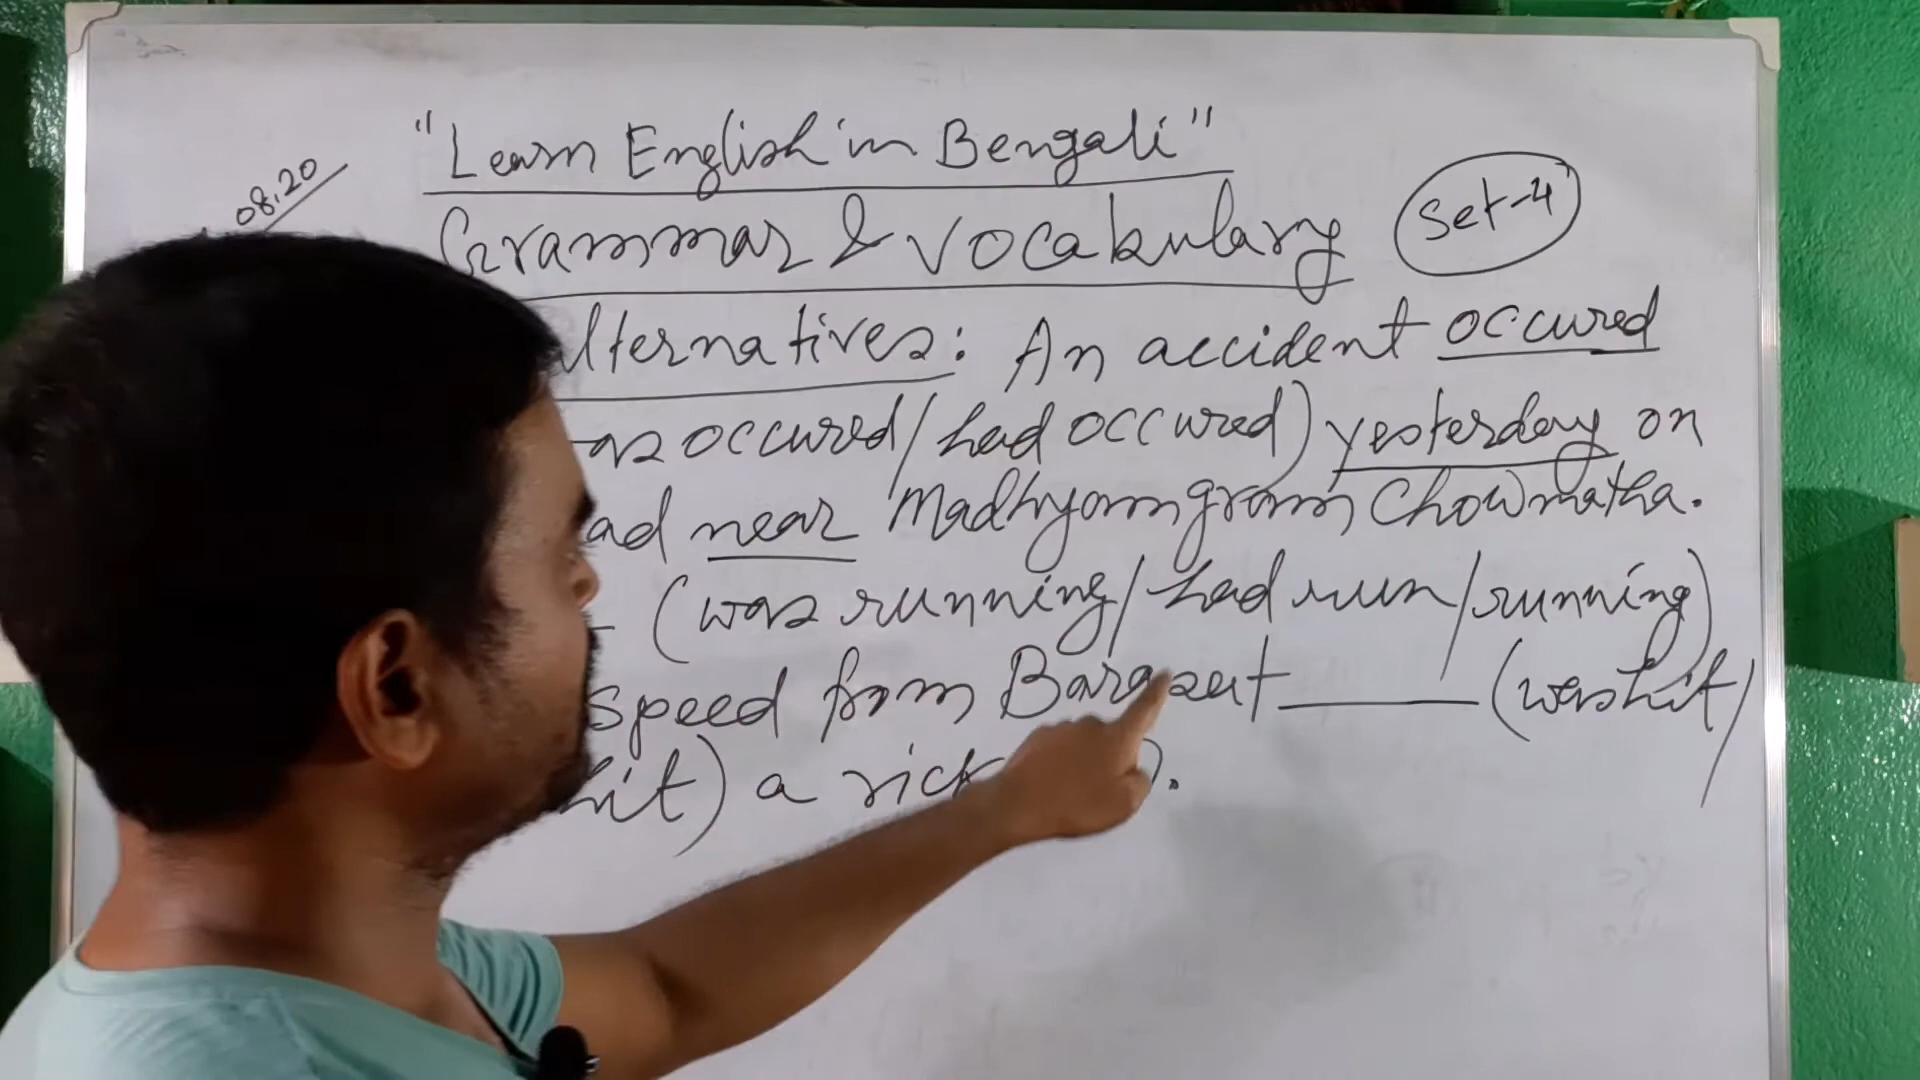 08.20
"Learn English in Bengali"
Grammar & Vocabulary
Set-4
lternatives: An accident occured
as occured/had occured) yesterday on
ad near Madhyamgram Chowmatha.
(was running/had run/running)
speed from Barasat ____ (was hit/
hit) a rick